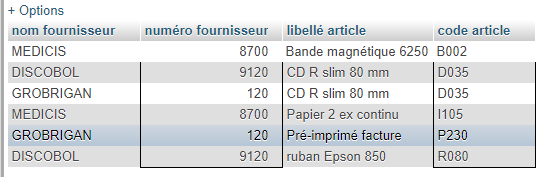 + Options
nom fournisseur numéro fournisseur libellé article code article
MEDICIS 8700 Bande magnétique 6250 B002
DISCOBOL 9120 CD R slim 80 mm D035
GROBRIGAN 120 CD R slim 80 mm D035
MEDICIS 8700 Papier 2 ex continu I105
GROBRIGAN 120 Pré-imprimé facture P230
DISCOBOL 9120 ruban Epson 850 R080